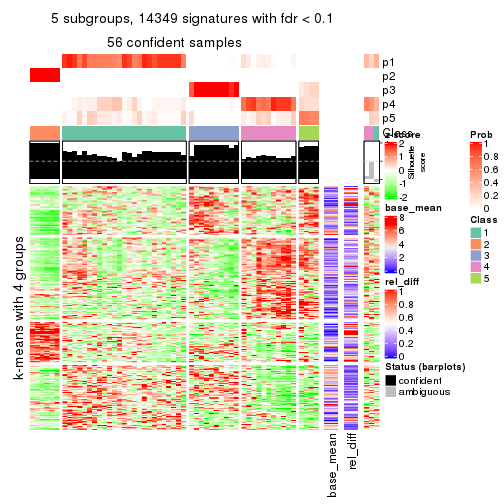 5 subgroups, 14349 signatures with fdr < 0.1
56 confident samples
p1
p2
p3
p4
p5
Class
z-score
2
1
0
-1
-2
Silhouette
score
base_mean
8
6
4
2
0
rel_diff
1
0.8
0.6
0.4
0.2
0
Prob
1
0.8
0.6
0.4
0.2
0
Class
1
2
3
4
5
Status (barplots)
confident
ambiguous
k-means with 4 groups
base_mean
rel_diff